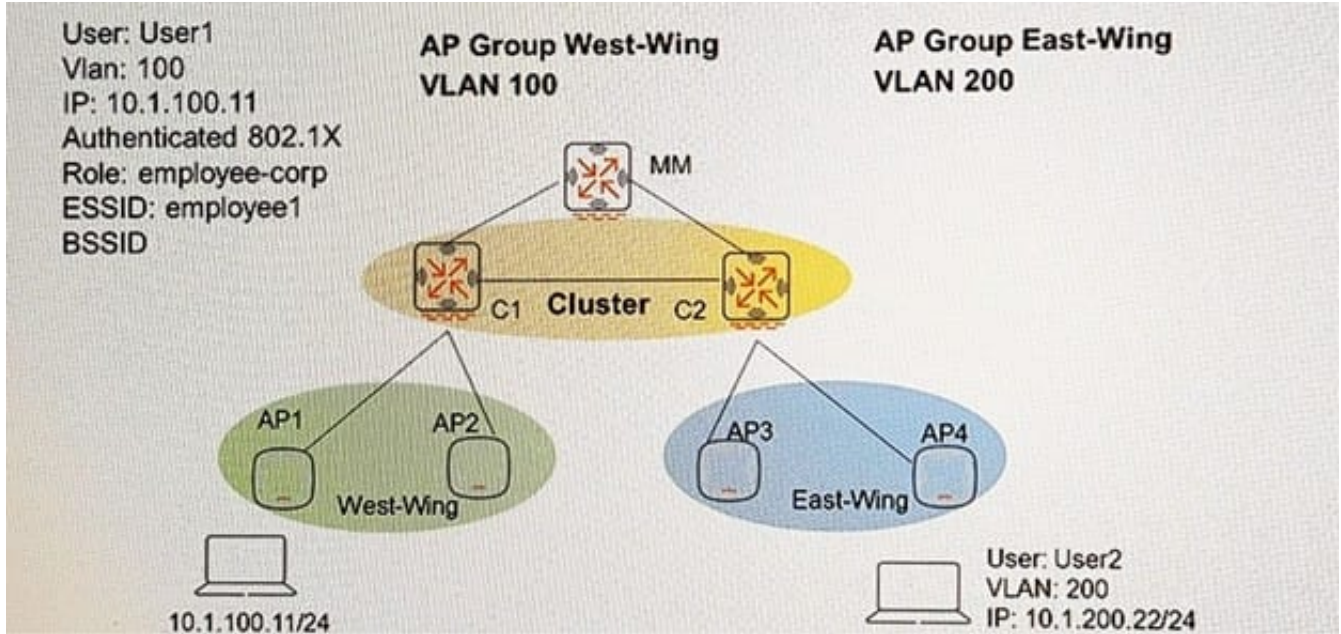 User: User1
Vlan: 100
IP: 10.1.100.11
Authenticated 802.1X
Role: employee-corp
ESSID: employee1
BSSID
AP Group West-Wing
VLAN 100
AP Group East-Wing
VLAN 200
MM
C1 Cluster C2
AP1
AP2
West-Wing
AP3
AP4
East-Wing
10.1.100.11/24
User: User2
VLAN: 200
IP: 10.1.200.22/24